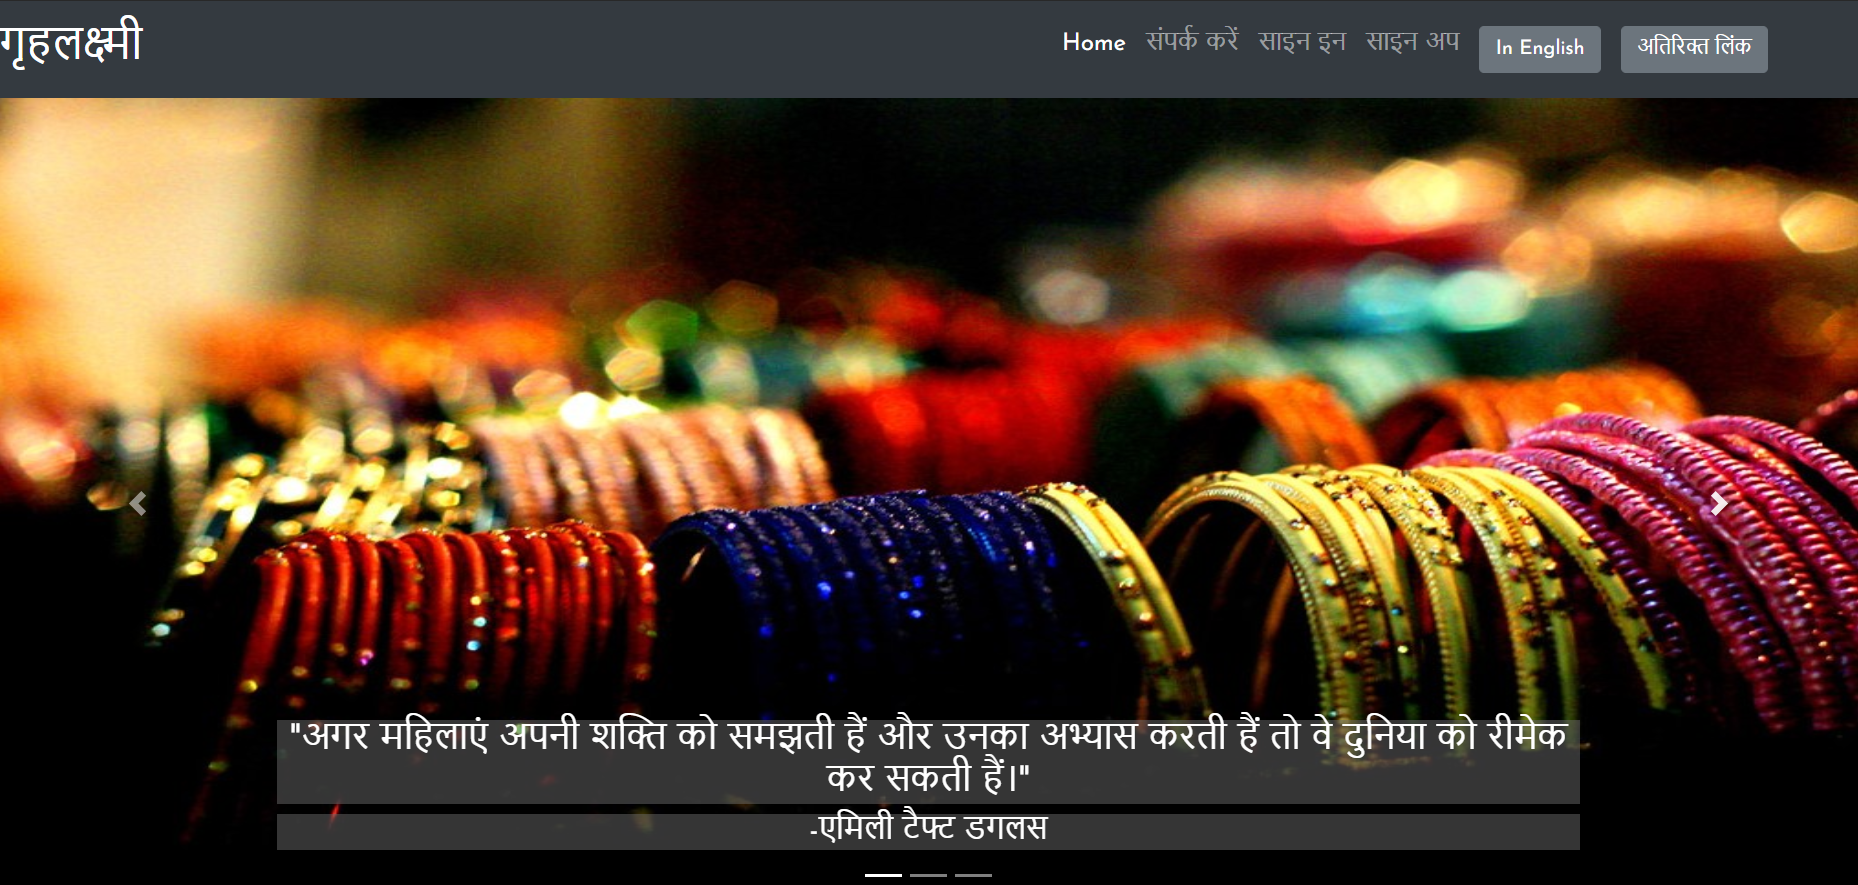 गृहलक्ष्मी
Home संपर्क करें साइन इन साइन अप In English अतिरिक्त लिंक
"अगर महिलाएं अपनी शक्ति को समझती हैं और उनका अभ्यास करती हैं तो वे दुनिया को रीमेक
कर सकती हैं।"
-एमिली टैफ्ट डगलस